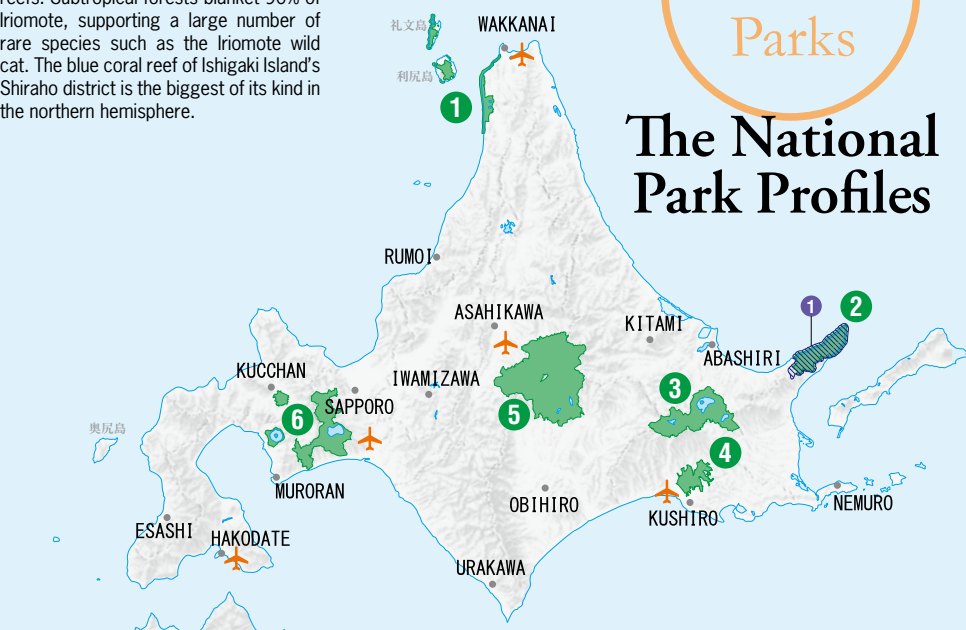 reefs. Subtropical forests blanket 90% of
Iriomote, supporting a large number of
rare species such as the Iriomote wild
cat. The blue coral reef of Ishigaki Island's
Shiraho district is the biggest of its kind in
the northern hemisphere.
Parks
The National
Park Profiles
礼文島
WAKKANAI
利尻島
1
RUMOI
ASAHIKAWA
KITAMI
1
2
ABASHIRI
KUCCHAN
IWAMIZAWA
3
SAPPORO
5
6
奥尻島
4
MURORAN
OBIHIRO
KUSHIRO
NEMURO
ESASHI
HAKODATE
URAKAWA